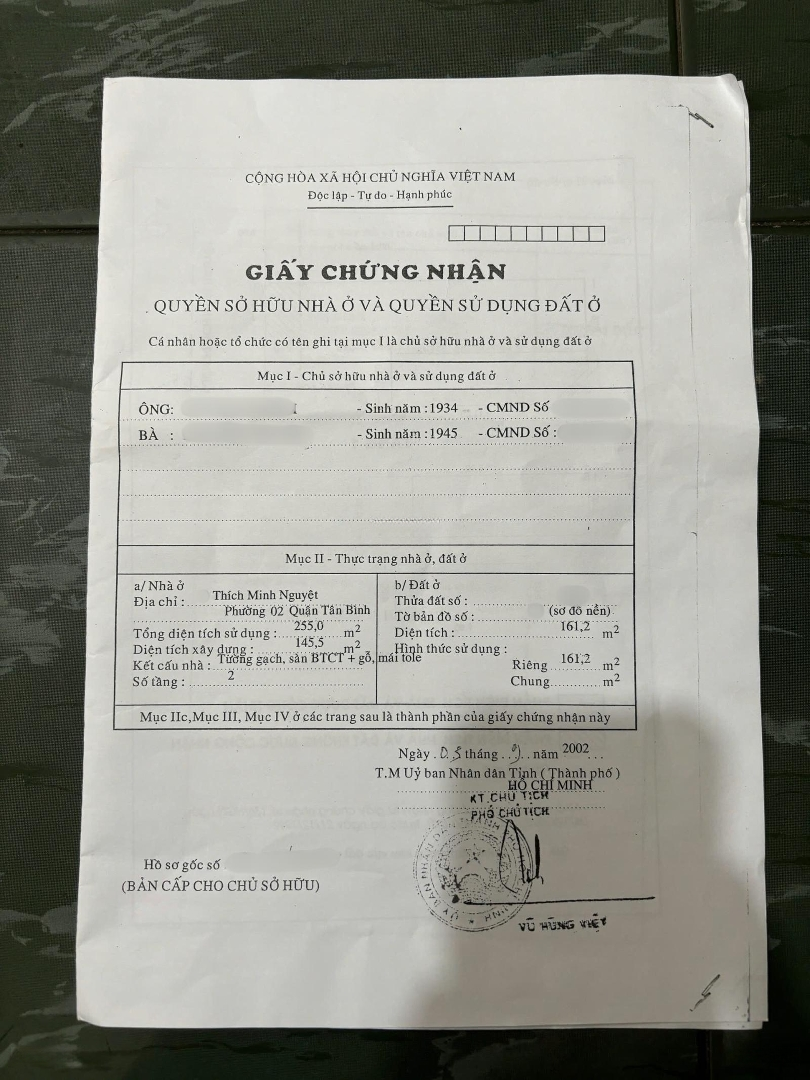 CỘNG HÒA XÃ HỘI CHỦ NGHĨA VIỆT NAM
Độc lập - Tự do - Hạnh phúc
GIẤY CHỨNG NHẬN
QUYỀN SỞ HỮU NHÀ Ở VÀ QUYỀN SỬ DỤNG ĐẤT Ở
Cá nhân hoặc tổ chức có tên ghi tại mục I là chủ sở hữu nhà ở và sử dụng đất ở
Mục I - Chủ sở hữu nhà ở và sử dụng đất ở
ÔNG: - Sinh năm : 1934 - CMND Số
BÀ : - Sinh năm : 1945 - CMND Số :
Mục II - Thực trạng nhà ở, đất ở
a/ Nhà ở
Địa chỉ : Thích Minh Nguyệt
Phường 02 Quận Tân Bình
Tổng diện tích sử dụng : 255,0 m2
Diện tích xây dựng : 145,5 m2
Kết cấu nhà : Tường gạch, sàn BTCT + gỗ, mái tole
Số tầng : 2
b/ Đất ở
Thửa đất số :
Tờ bản đồ số : (sơ đồ nền)
Diện tích : 161,2 m2
Hình thức sử dụng :
Riêng 161,2 m2
Chung m2
Mục IIc,Mục III, Mục IV ở các trang sau là thành phần của giấy chứng nhận này
Ngày tháng năm 2002
T.M Uỷ ban Nhân dân Tỉnh ( Thành phố )
HỒ CHÍ MINH
KT.CHỦ TỊCH
PHÓ CHỦ TỊCH
VŨ HÙNG VIỆT
Hồ sơ gốc số
(BẢN CẤP CHO CHỦ SỞ HỮU)